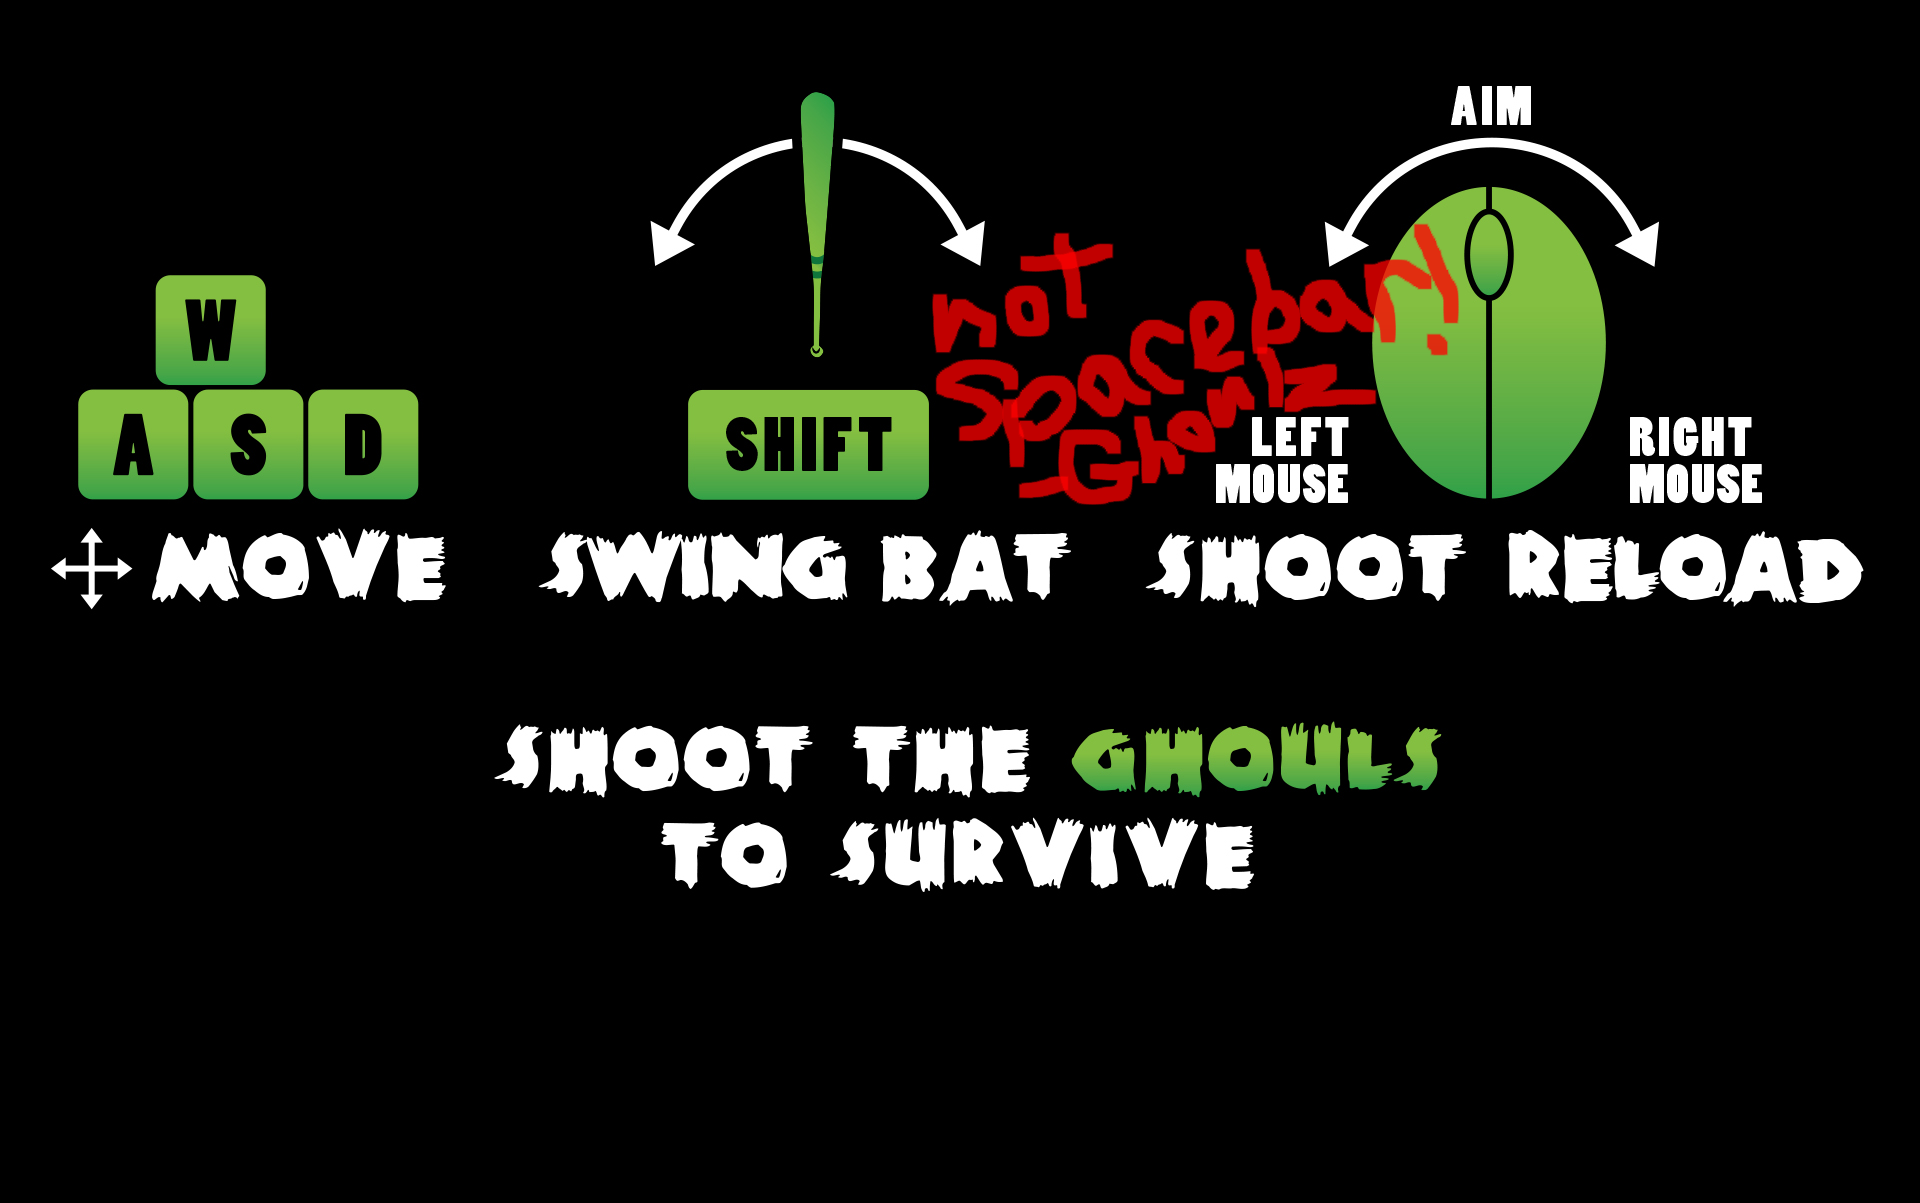 AIM
W
A S D
SHIFT
not
spacebar!
-Ghoulz
LEFT
MOUSE
RIGHT
MOUSE
MOVE
SWING BAT
SHOOT
RELOAD
SHOOT THE GHOULS
TO SURVIVE